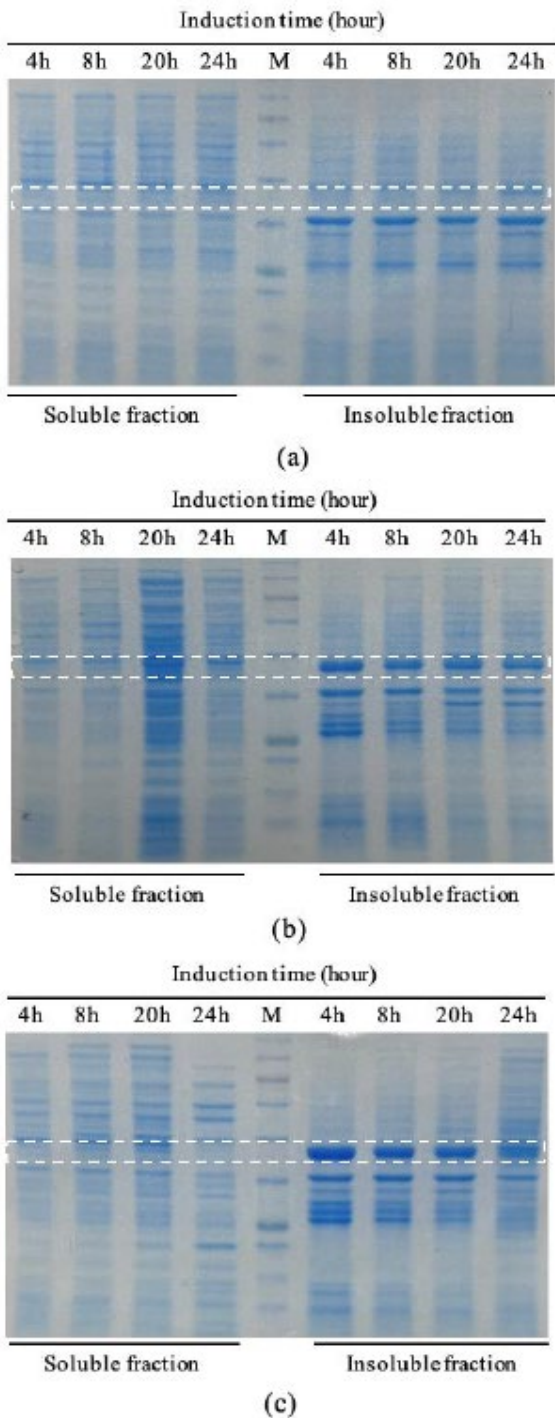 Induction time (hour)
4h 8h 20h 24h M 4h 8h 20h 24h
Soluble fraction Insoluble fraction
(a)
Induction time (hour)
4h 8h 20h 24h M 4h 8h 20h 24h
Soluble fraction Insoluble fraction
(b)
Induction time (hour)
4h 8h 20h 24h M 4h 8h 20h 24h
Soluble fraction Insoluble fraction
(c)